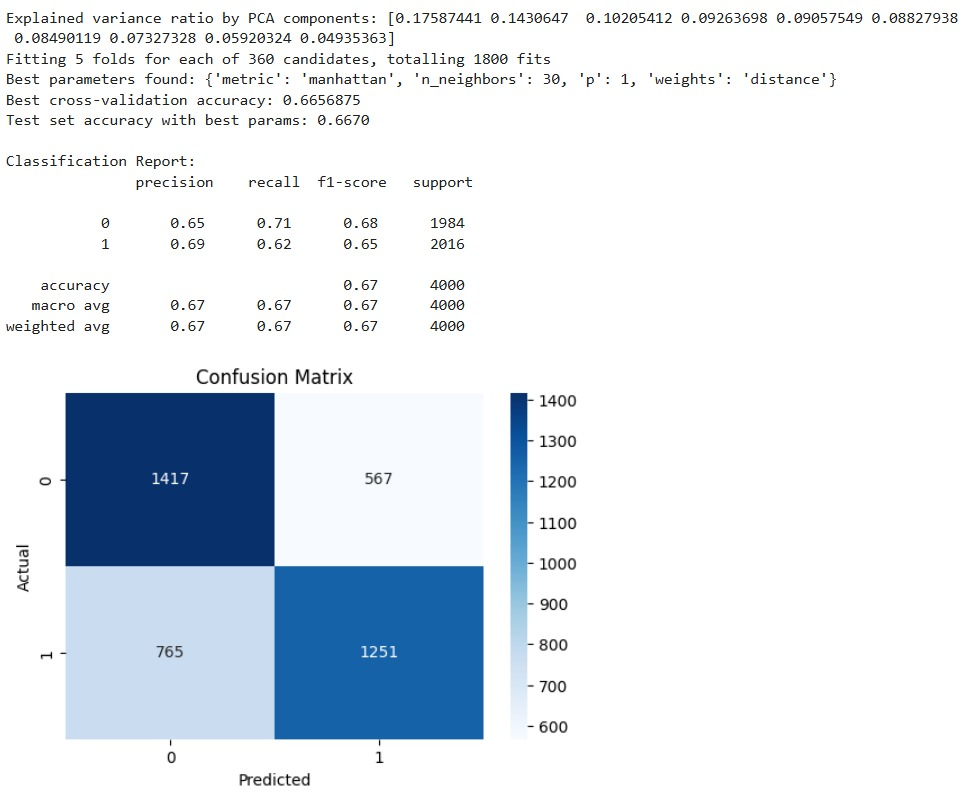 Explained variance ratio by PCA components: [0.17587441 0.1430647  0.10205412 0.09263698 0.09057549 0.08827938
 0.08490119 0.07327328 0.05920324 0.04935363]
Fitting 5 folds for each of 360 candidates, totalling 1800 fits
Best parameters found: {'metric': 'manhattan', 'n_neighbors': 30, 'p': 1, 'weights': 'distance'}
Best cross-validation accuracy: 0.6656875
Test set accuracy with best params: 0.6670
Classification Report:
              precision    recall  f1-score   support
           0       0.65      0.71      0.68      1984
           1       0.69      0.62      0.65      2016
    accuracy                           0.67      4000
   macro avg       0.67      0.67      0.67      4000
weighted avg       0.67      0.67      0.67      4000
Confusion Matrix
1400
1300
1200
1100
1000
900
800
700
600
Actual
0
1417 567
1
765 1251
0 1
Predicted